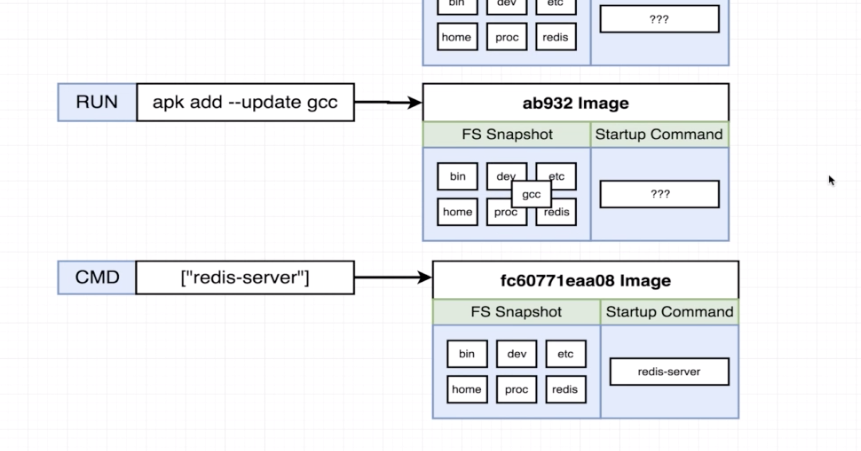 bin dev etc
home proc redis
???
RUN apk add --update gcc
ab932 Image
FS Snapshot Startup Command
bin dev etc
gcc
home proc redis
???
CMD ["redis-server"]
fc60771eaa08 Image
FS Snapshot Startup Command
bin dev etc
home proc redis
redis-server